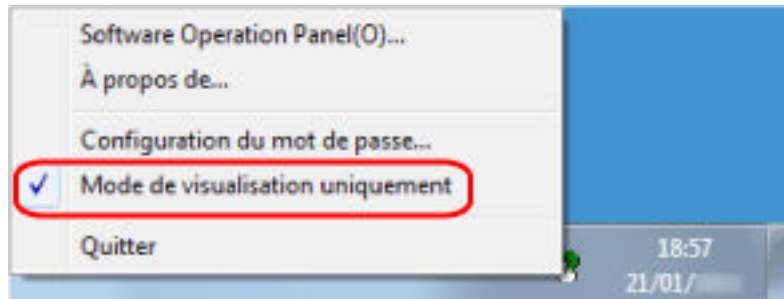 Software Operation Panel(O)...
À propos de...
Configuration du mot de passe...
Mode de visualisation uniquement
Quitter
18:57
21/01/